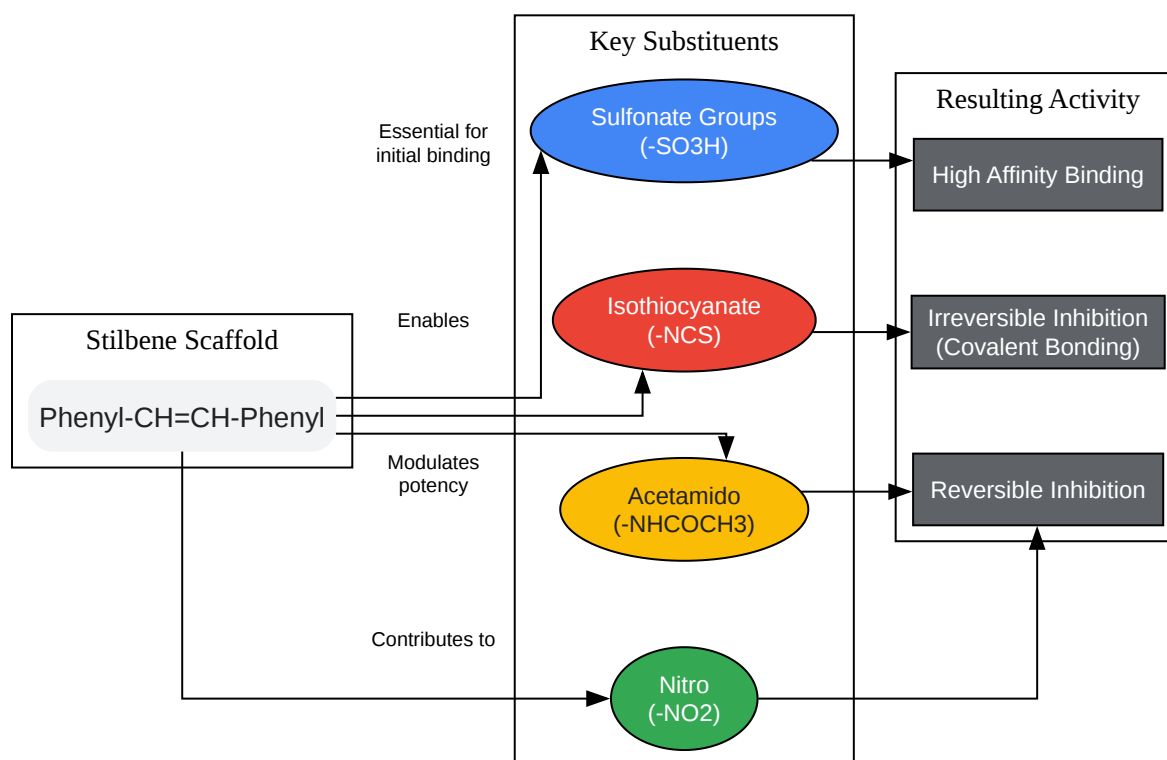 Key Substituents
Sulfonate Groups
(-SO3H)
Resulting Activity
Essential for
initial binding
High Affinity Binding
Isothiocyanate
(-NCS)
Enables
Irreversible Inhibition
(Covalent Bonding)
Stilbene Scaffold
Phenyl-CH=CH-Phenyl
Modulates
potency
Acetamido
(-NHCOCH3)
Reversible Inhibition
Contributes to
Nitro
(-NO2)